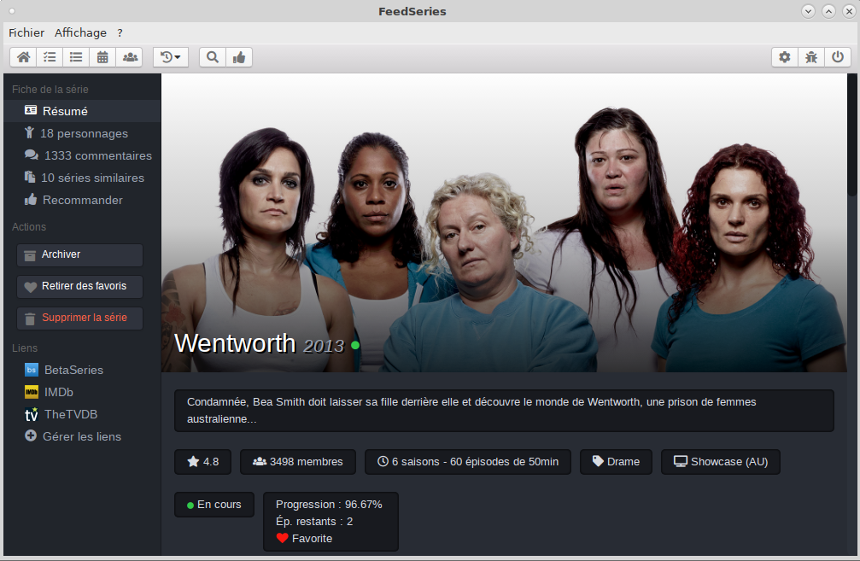 FeedSeries
Fichier Affichage ?
Fiche de la série
Résumé
18 personnages
1333 commentaires
10 séries similaires
Recommander
Actions
Archiver
Retirer des favoris
Supprimer la série
Liens
BetaSeries
IMDb
TheTVDB
Gérer les liens
Wentworth 2013
Condamnée, Bea Smith doit laisser sa fille derrière elle et découvre le monde de Wentworth, une prison de femmes
australienne...
4.8 3498 membres 6 saisons - 60 épisodes de 50min Drame Showcase (AU)
En cours
Progression : 96.67%
Ép. restants : 2
Favorite